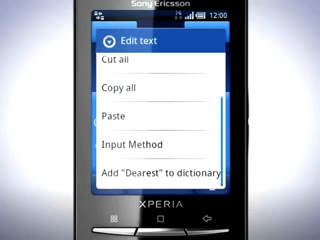 Sony Ericsson
12:00
Edit text
Cut all
Copy all
Paste
Input Method
Add "Dearest" to dictionary
XPERIA